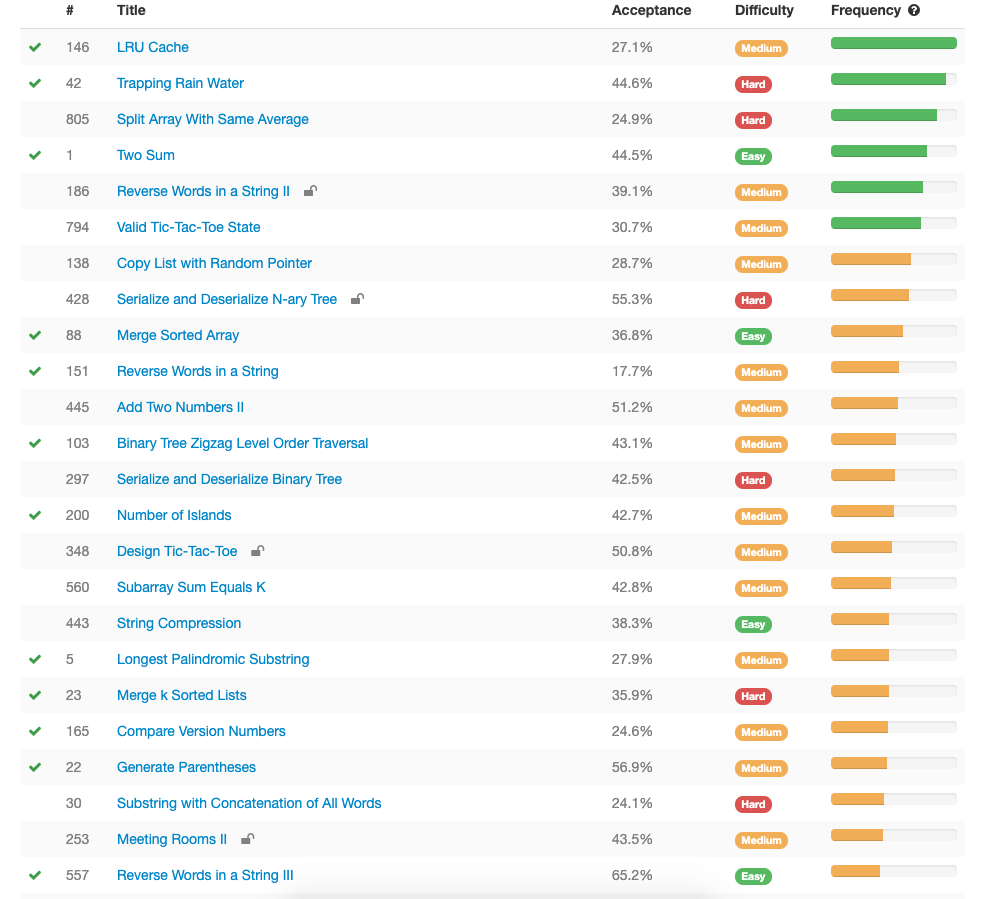 # Title Acceptance Difficulty Frequency ?
146 LRU Cache 27.1% Medium
42 Trapping Rain Water 44.6% Hard
805 Split Array With Same Average 24.9% Hard
1 Two Sum 44.5% Easy
186 Reverse Words in a String II 39.1% Medium
794 Valid Tic-Tac-Toe State 30.7% Medium
138 Copy List with Random Pointer 28.7% Medium
428 Serialize and Deserialize N-ary Tree 55.3% Hard
88 Merge Sorted Array 36.8% Easy
151 Reverse Words in a String 17.7% Medium
445 Add Two Numbers II 51.2% Medium
103 Binary Tree Zigzag Level Order Traversal 43.1% Medium
297 Serialize and Deserialize Binary Tree 42.5% Hard
200 Number of Islands 42.7% Medium
348 Design Tic-Tac-Toe 50.8% Medium
560 Subarray Sum Equals K 42.8% Medium
443 String Compression 38.3% Easy
5 Longest Palindromic Substring 27.9% Medium
23 Merge k Sorted Lists 35.9% Hard
165 Compare Version Numbers 24.6% Medium
22 Generate Parentheses 56.9% Medium
30 Substring with Concatenation of All Words 24.1% Hard
253 Meeting Rooms II 43.5% Medium
557 Reverse Words in a String III 65.2% Easy